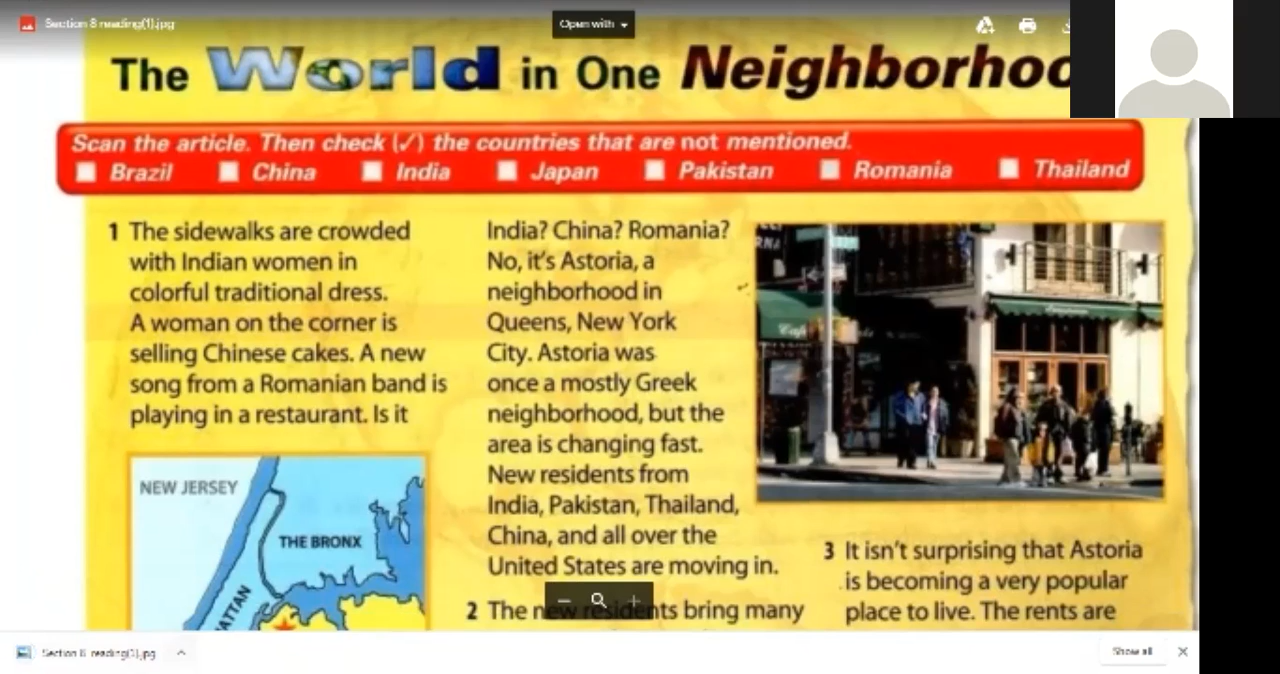 Section 8 reading(1).jpg
Open with
The World in One Neighborhoo
Scan the article. Then check (✓) the countries that are not mentioned.
Brazil China India Japan Pakistan Romania Thailand
1 The sidewalks are crowded
with Indian women in
colorful traditional dress.
A woman on the corner is
selling Chinese cakes. A new
song from a Romanian band is
playing in a restaurant. Is it
NEW JERSEY
THE BRONX
ATTAN
India? China? Romania?
No, it's Astoria, a
neighborhood in
Queens, New York
City. Astoria was
once a mostly Greek
neighborhood, but the
area is changing fast.
New residents from
India, Pakistan, Thailand,
China, and all over the
United States are moving in.
2 The new residents bring many
3 It isn't surprising that Astoria
is becoming a very popular
place to live. The rents are
Section 8 reading(1).jpg
Show all